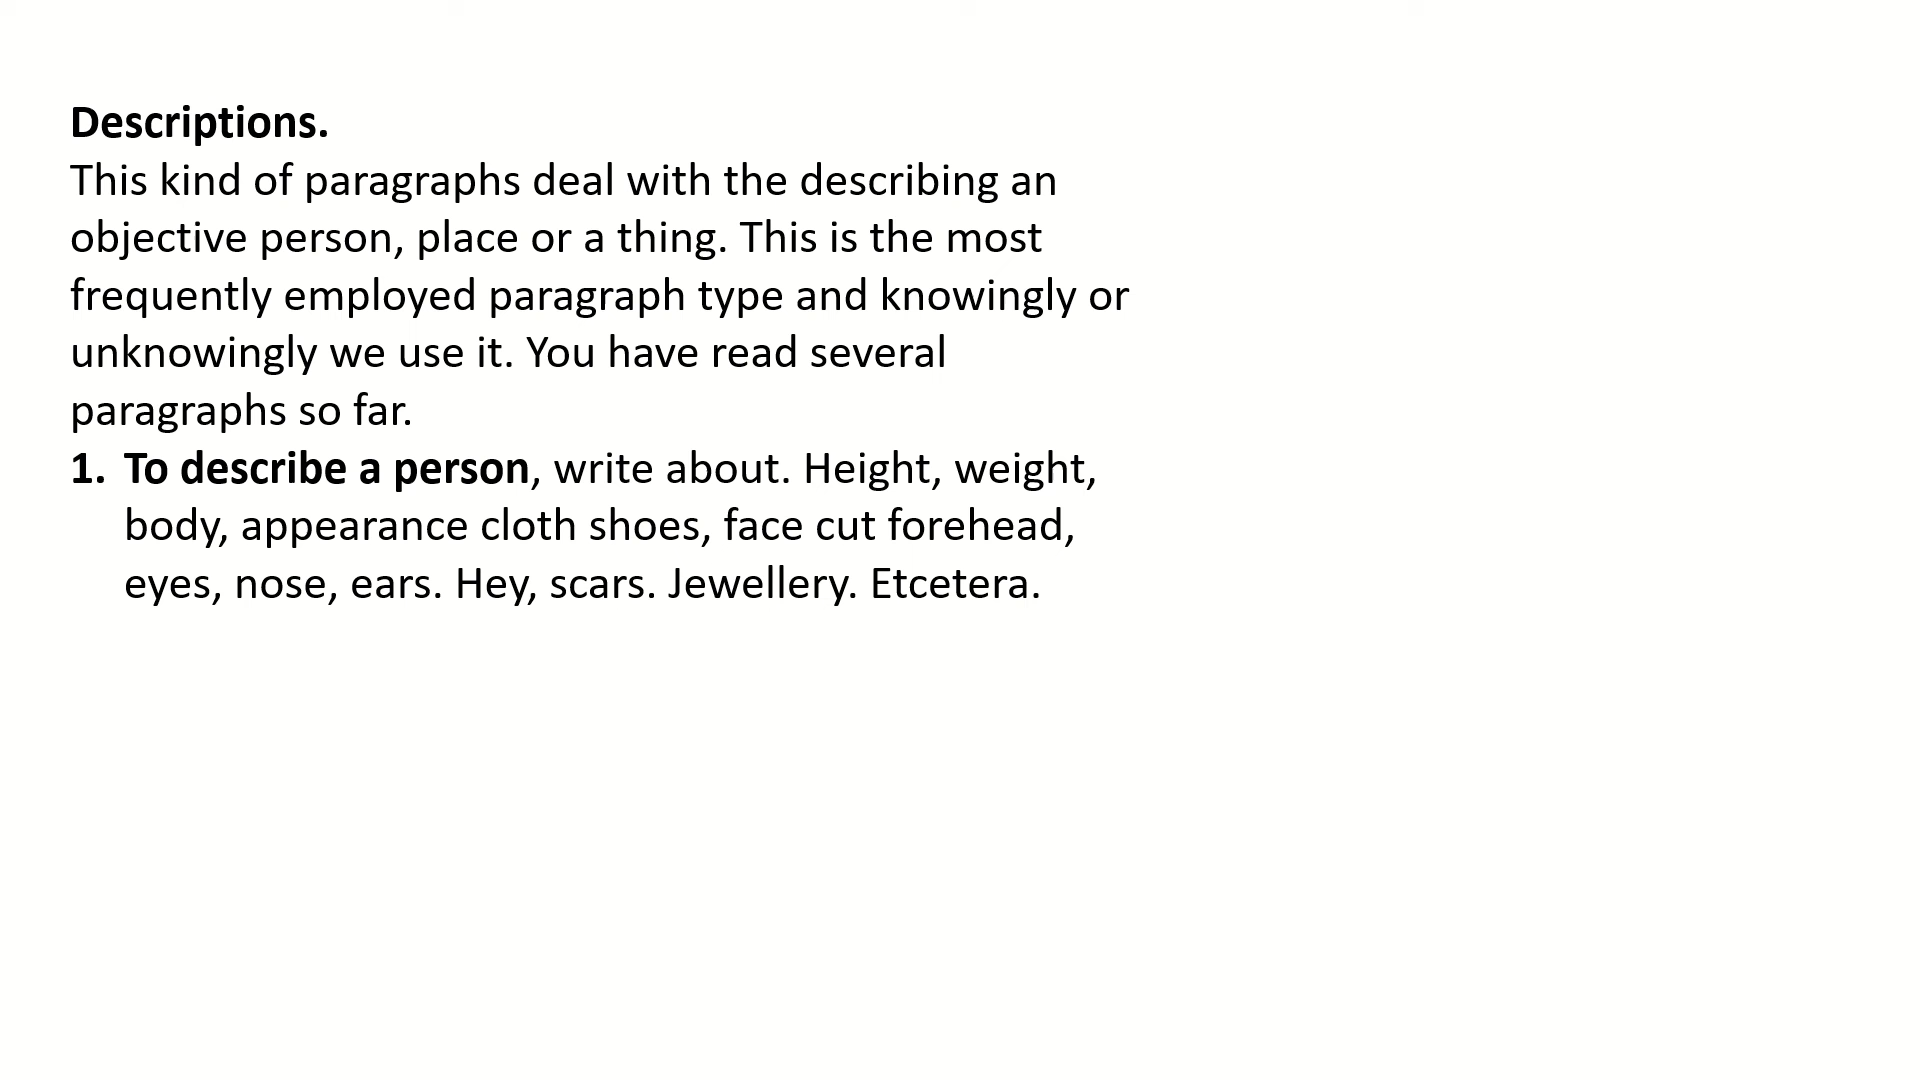 Descriptions.
This kind of paragraphs deal with the describing an
objective person, place or a thing. This is the most
frequently employed paragraph type and knowingly or
unknowingly we use it. You have read several
paragraphs so far.
1. To describe a person, write about. Height, weight,
body, appearance cloth shoes, face cut forehead,
eyes, nose, ears. Hey, scars. Jewellery. Etcetera.